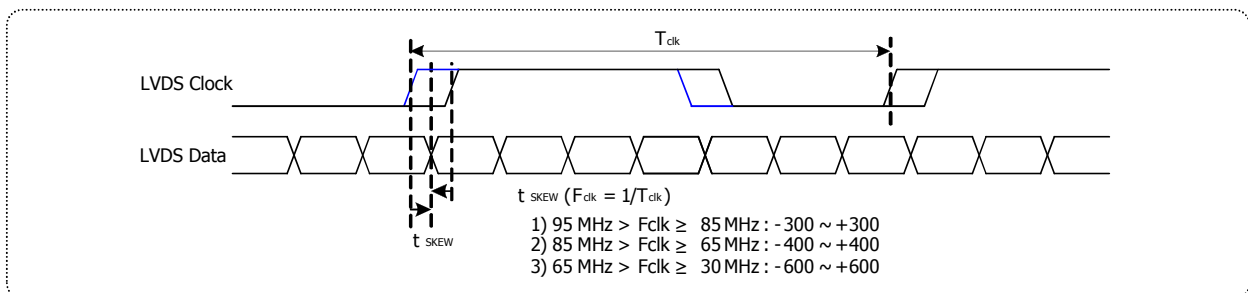 Tclk
LVDS Clock
LVDS Data
t SKEW (Fclk = 1/Tclk)
1) 95 MHz > Fclk ≥ 85 MHz : -300 ~ +300
2) 85 MHz > Fclk ≥ 65 MHz : -400 ~ +400
3) 65 MHz > Fclk ≥ 30 MHz : -600 ~ +600
t SKEW